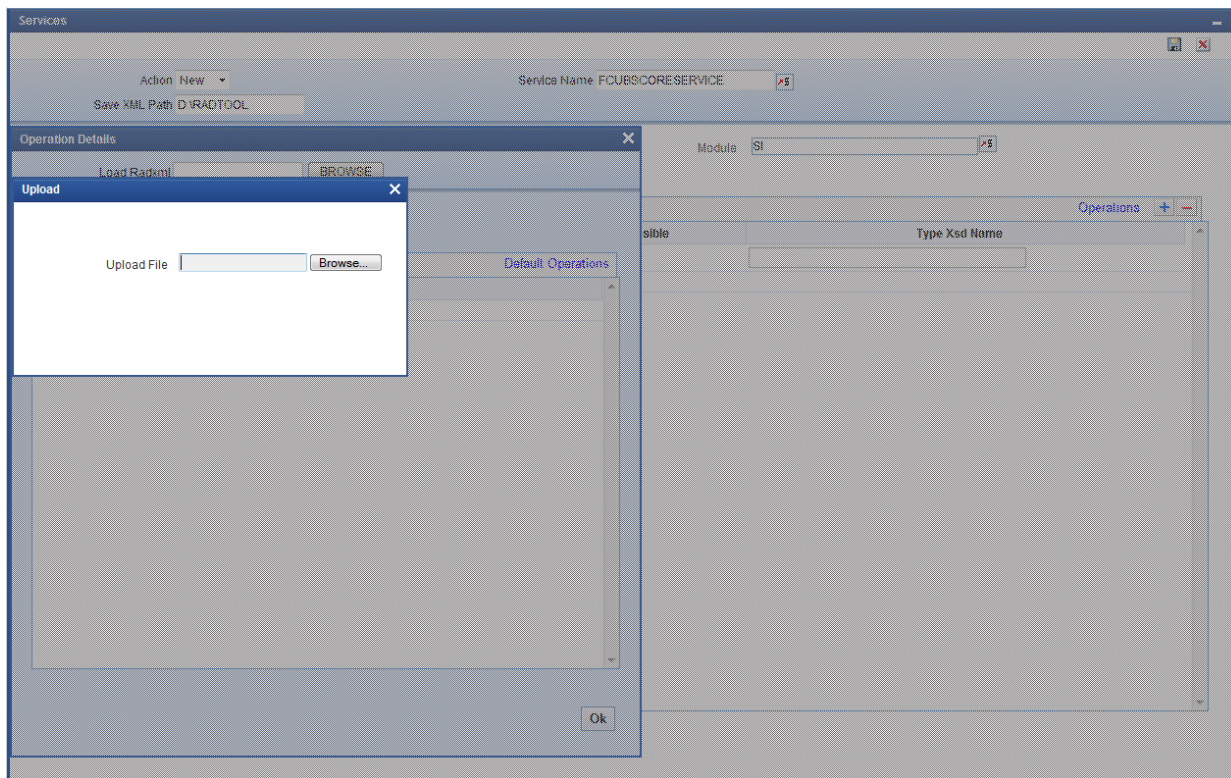 Services
Action New
Service Name FCUBSCORESERVICE
Save XML Path D:\RADTOOL
Operation Details
Module SI
Load Radxml BROWSE
Upload
Operations + −
sible Type Xsd Name
Upload File Browse...
Default Operations
Ok